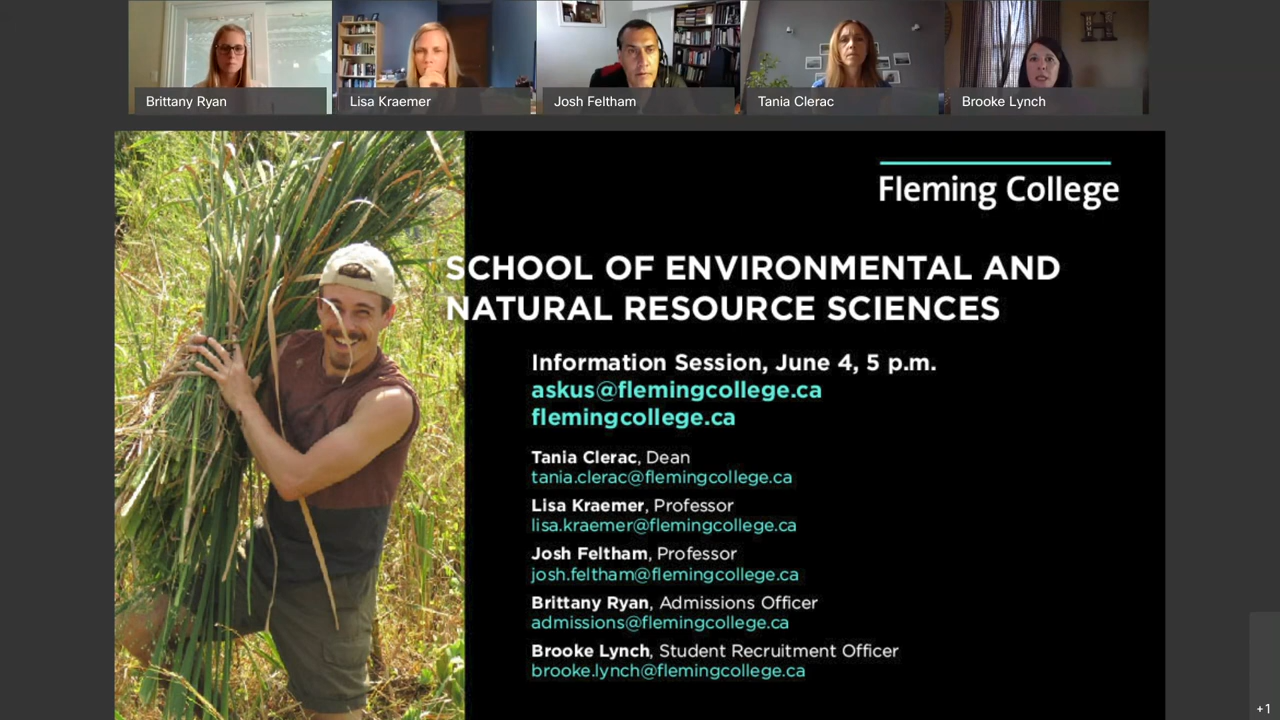 Brittany Ryan
Lisa Kraemer
Josh Feltham
Tania Clerac
Brooke Lynch
H
Fleming College
SCHOOL OF ENVIRONMENTAL AND
NATURAL RESOURCE SCIENCES
Information Session, June 4, 5 p.m.
askus@flemingcollege.ca
flemingcollege.ca
Tania Clerac, Dean
tania.clerac@flemingcollege.ca
Lisa Kraemer, Professor
lisa.kraemer@flemingcollege.ca
Josh Feltham, Professor
josh.feltham@flemingcollege.ca
Brittany Ryan, Admissions Officer
admissions@flemingcollege.ca
Brooke Lynch, Student Recruitment Officer
brooke.lynch@flemingcollege.ca
+1